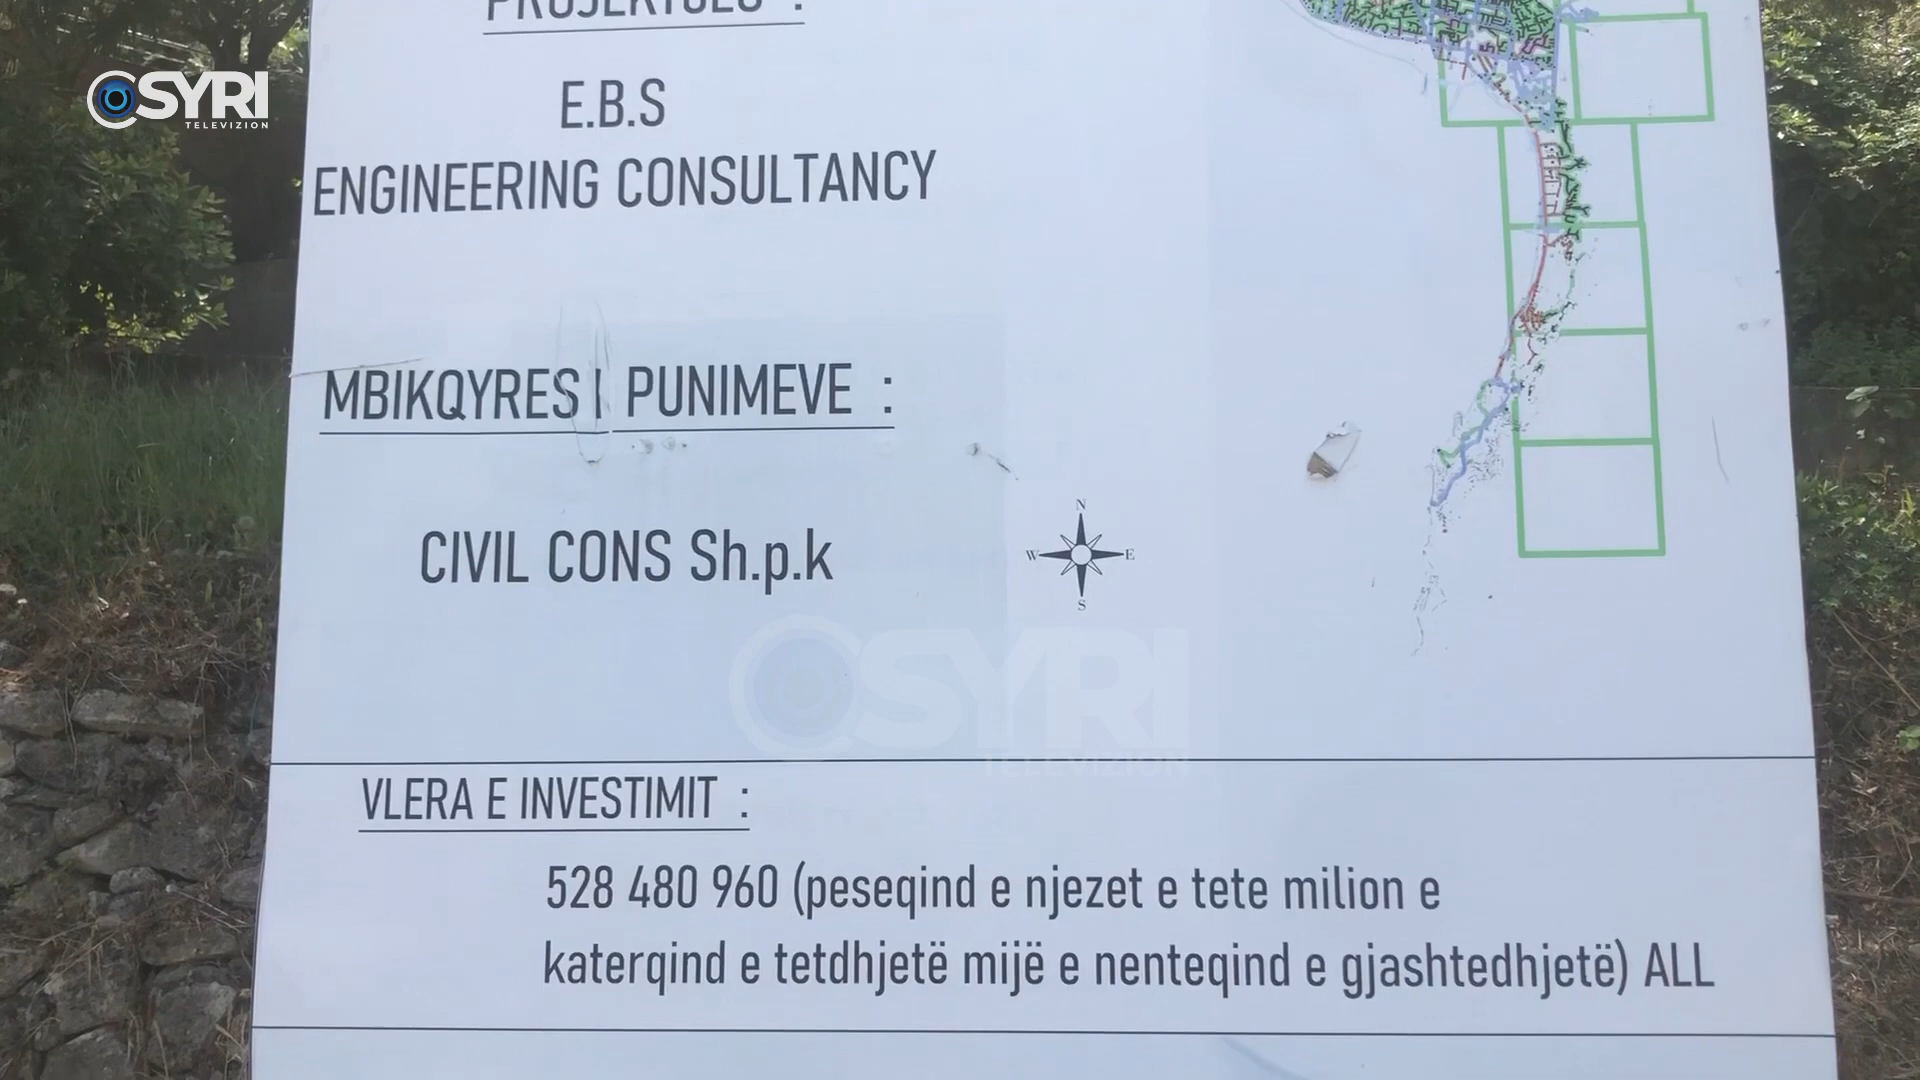 PROJEKTUES :
SYRI
TELEVIZION
E.B.S
ENGINEERING CONSULTANCY
MBIKQYRES I PUNIMEVE :
CIVIL CONS Sh.p.k
N
W E
S
SYRI
TELEVIZION
VLERA E INVESTIMIT :
528 480 960 (peseqind e njezet e tete milion e
katerqind e tetdhjetë mijë e nenteqind e gjashtedhjetë) ALL